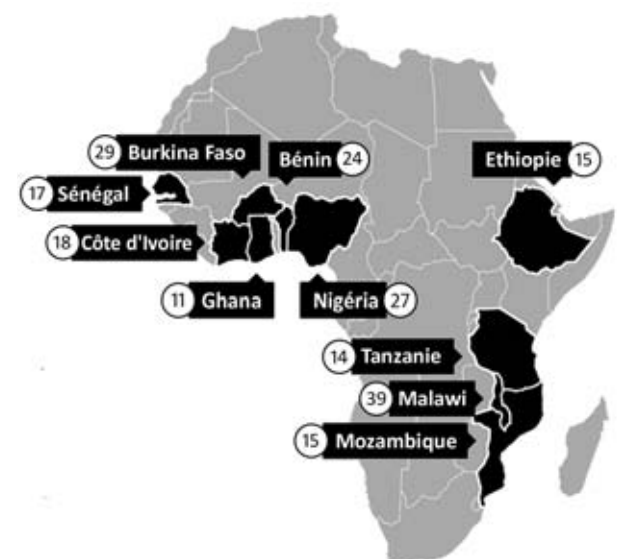 29 Burkina Faso
Bénin 24
Ethiopie 15
17 Sénégal
18 Côte d'Ivoire
11 Ghana
Nigéria 27
14 Tanzanie
39 Malawi
15 Mozambique